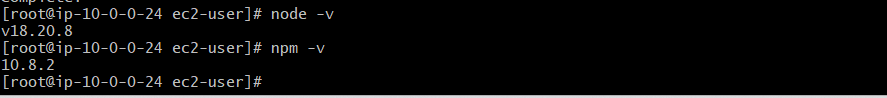 Complete!
[root@ip-10-0-0-24 ec2-user]# node -v
v18.20.8
[root@ip-10-0-0-24 ec2-user]# npm -v
10.8.2
[root@ip-10-0-0-24 ec2-user]#